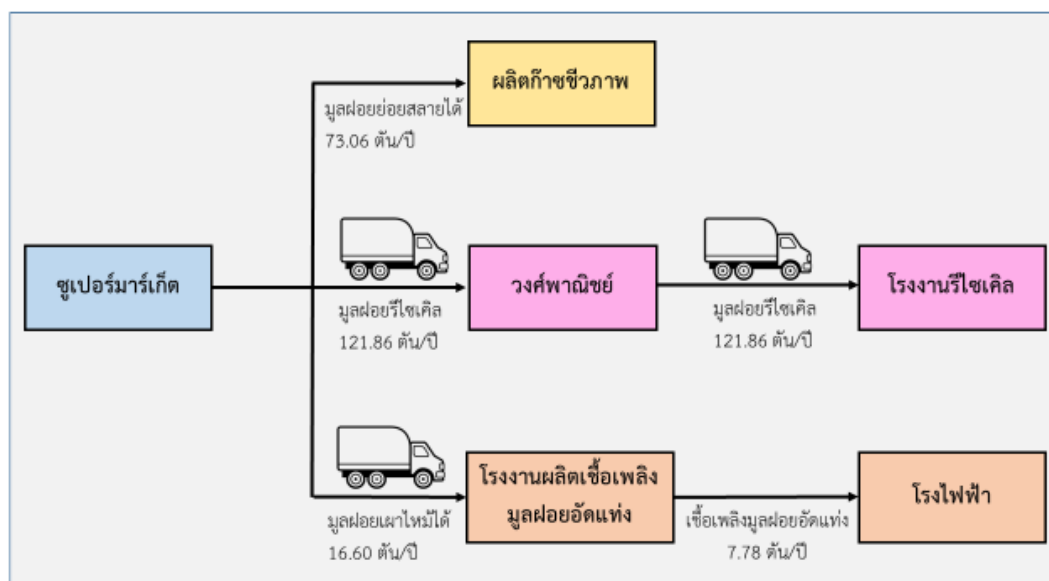 ผลิตก๊าซชีวภาพ
มูลฝอยย่อยสลายได้
73.06 ตัน/ปี
ซูเปอร์มาร์เก็ต
วงศ์พาณิชย์
โรงงานรีไซเคิล
มูลฝอยรีไซเคิล
121.86 ตัน/ปี
มูลฝอยรีไซเคิล
121.86 ตัน/ปี
โรงงานผลิตเชื้อเพลิง
มูลฝอยอัดแท่ง
โรงไฟฟ้า
มูลฝอยเผาไหม้ได้
16.60 ตัน/ปี
เชื้อเพลิงมูลฝอยอัดแท่ง
7.78 ตัน/ปี